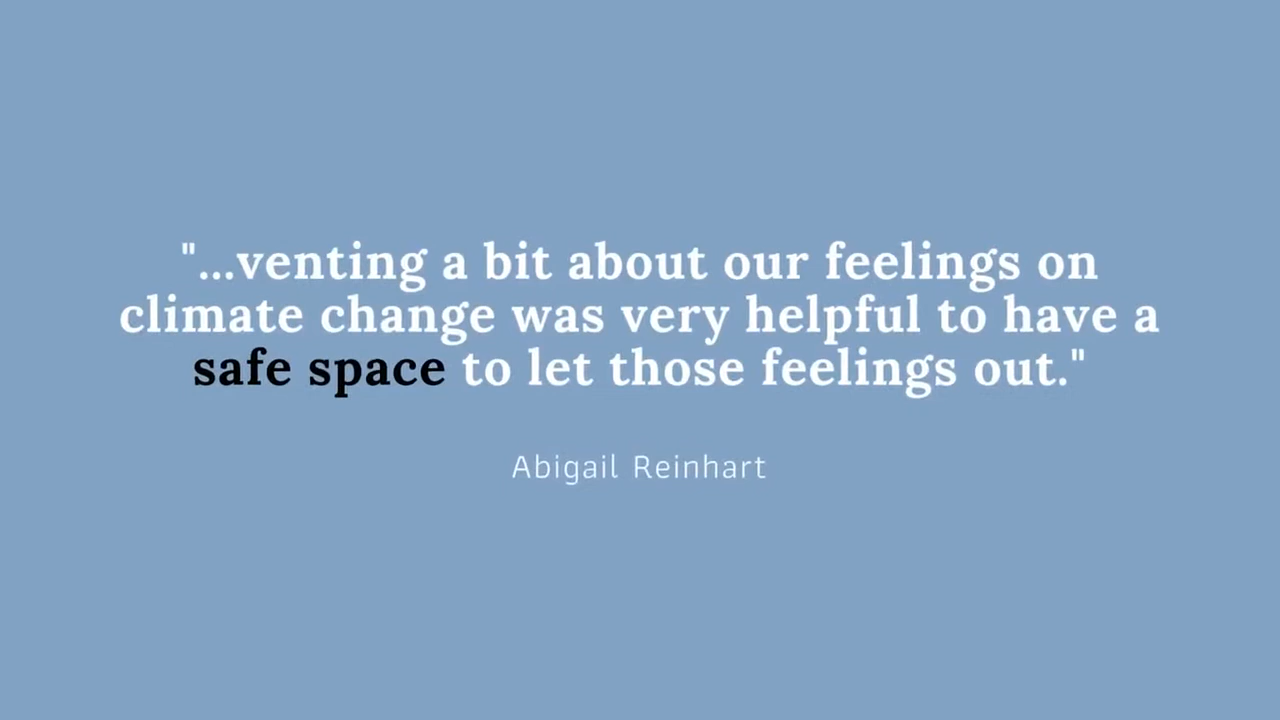 "...venting a bit about our feelings on
climate change was very helpful to have a
safe space to let those feelings out."
Abigail Reinhart